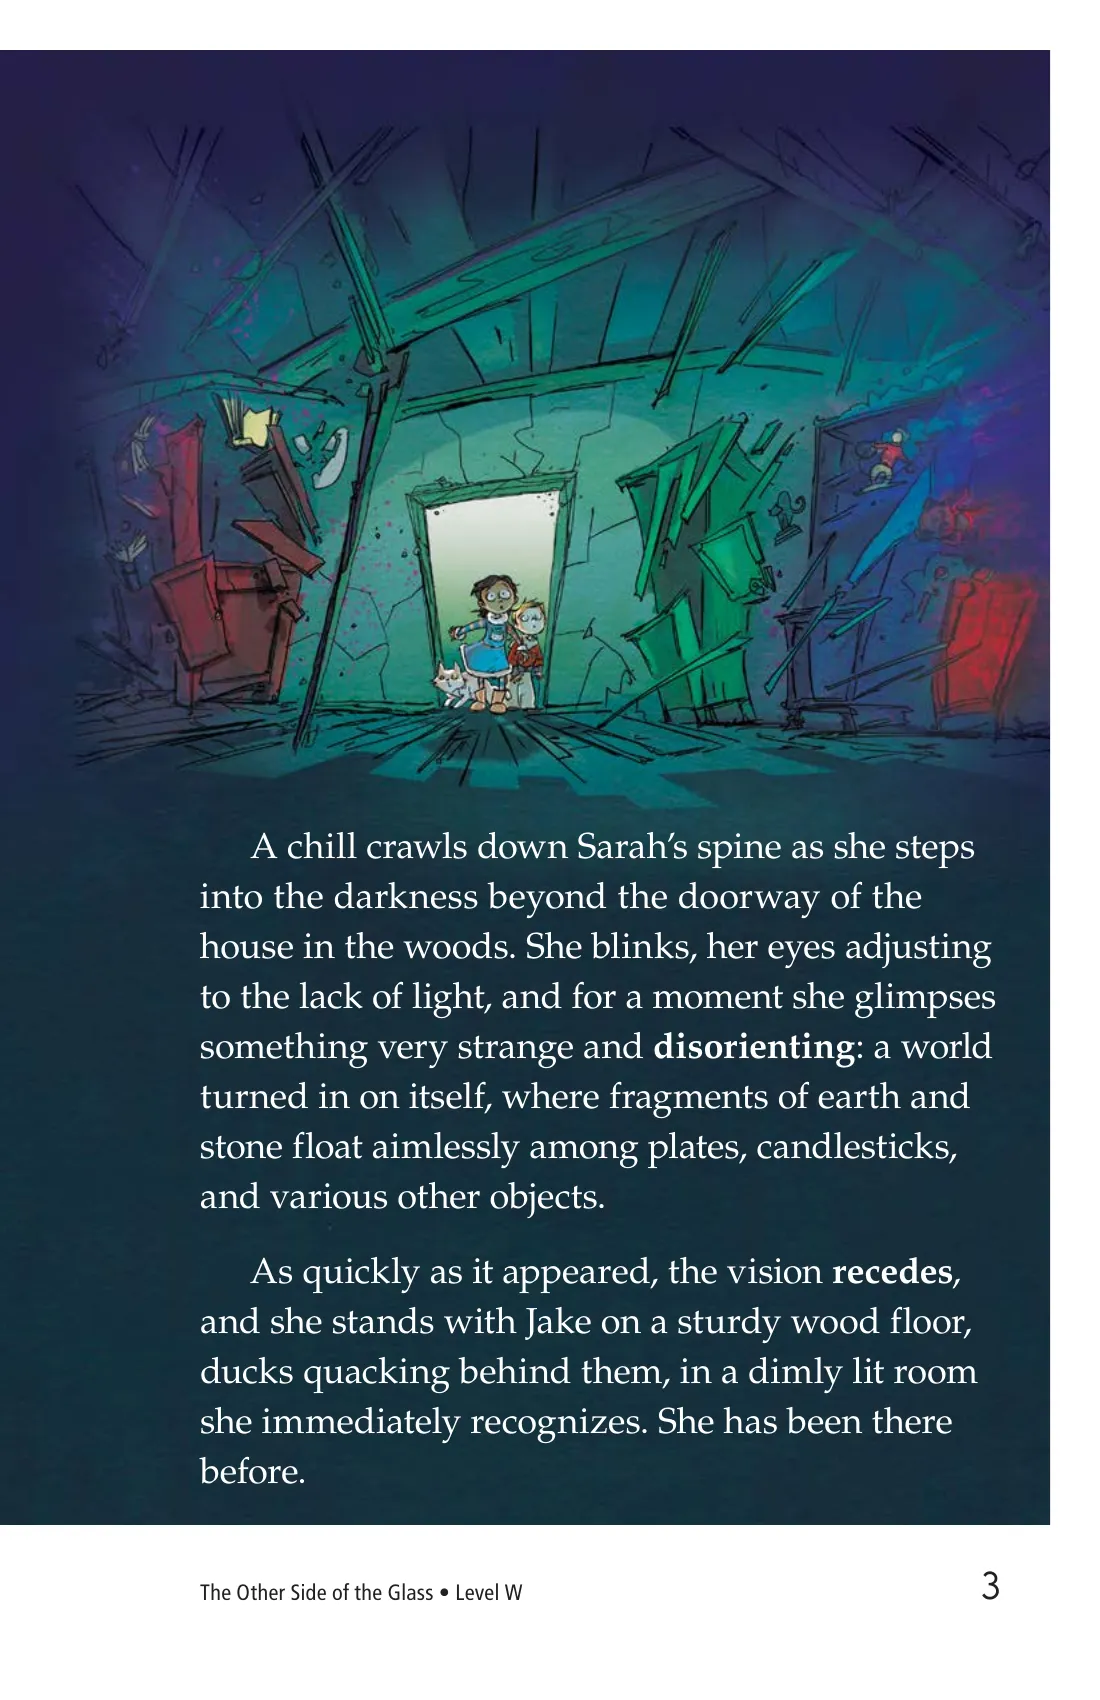 A chill crawls down Sarah’s spine as she steps
into the darkness beyond the doorway of the
house in the woods. She blinks, her eyes adjusting
to the lack of light, and for a moment she glimpses
something very strange and disorienting: a world
turned in on itself, where fragments of earth and
stone float aimlessly among plates, candlesticks,
and various other objects.
As quickly as it appeared, the vision recedes,
and she stands with Jake on a sturdy wood floor,
ducks quacking behind them, in a dimly lit room
she immediately recognizes. She has been there
before.
The Other Side of the Glass • Level W
3